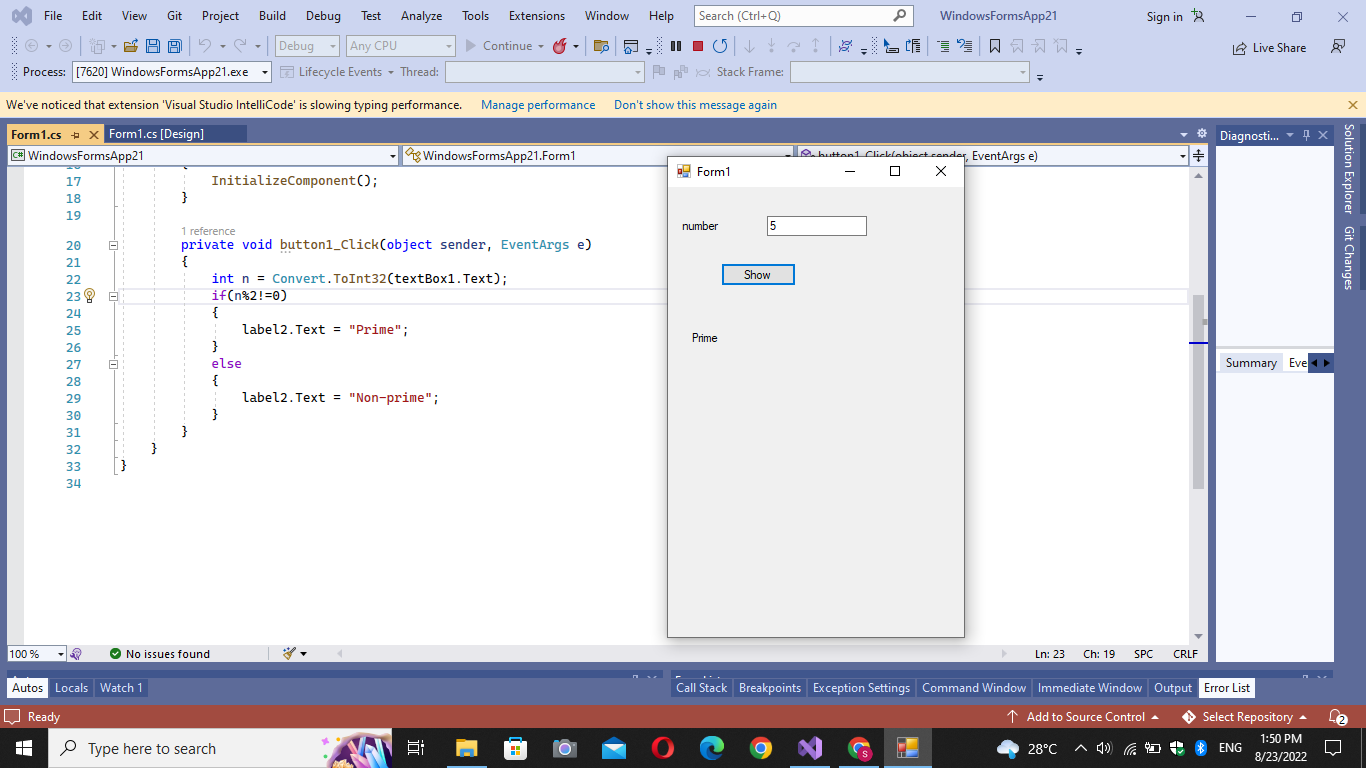 File Edit View Git Project Build Debug Test Analyze Tools Extensions Window Help Search (Ctrl+Q) WindowsFormsApp21 Sign in
Debug Any CPU Continue Live Share
Process: [7620] WindowsFormsApp21.exe Lifecycle Events Thread: Stack Frame:
We've noticed that extension 'Visual Studio IntelliCode' is slowing typing performance. Manage performance Don't show this message again
Form1.cs Form1.cs [Design]
Diagnosti...
C# WindowsFormsApp21 WindowsFormsApp21.Form1 button1_Click(object sender, EventArgs e)
17 InitializeComponent();
18 }
19
1 reference
20 private void button1_Click(object sender, EventArgs e)
21 {
22 int n = Convert.ToInt32(textBox1.Text);
23 if(n%2!=0)
24 {
25 label2.Text = "Prime";
26 }
27 else
28 {
29 label2.Text = "Non-prime";
30 }
31 }
32 }
33 }
34
Form1
number 5
Show
Prime
Solution Explorer
Git Changes
Summary Eve
100 % No issues found Ln: 23 Ch: 19 SPC CRLF
Autos Locals Watch 1 Call Stack Breakpoints Exception Settings Command Window Immediate Window Output Error List
Ready Add to Source Control Select Repository 2
Type here to search S 28°C ENG 1:50 PM
8/23/2022